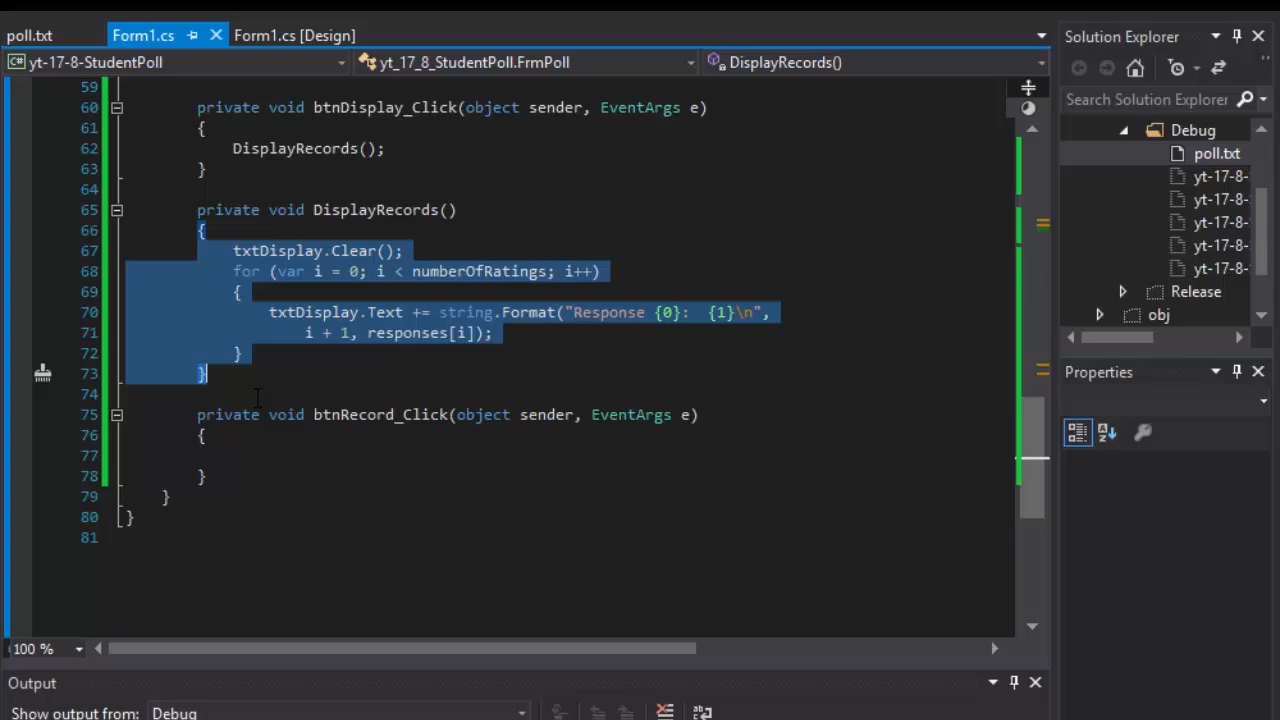 poll.txt Form1.cs Form1.cs [Design]
yt-17-8-StudentPoll yt_17_8_StudentPoll.FrmPoll DisplayRecords()
59
60 private void btnDisplay_Click(object sender, EventArgs e)
61 {
62 DisplayRecords();
63 }
64
65 private void DisplayRecords()
66 {
67 txtDisplay.Clear();
68 for (var i = 0; i < numberOfRatings; i++)
69 {
70 txtDisplay.Text += string.Format("Response {0}:  {1}\n",
71 i + 1, responses[i]);
72 }
73 }
74
75 private void btnRecord_Click(object sender, EventArgs e)
76 {
77
78 }
79 }
80 }
81
100 %
Output
Show output from: Debug
Solution Explorer
Search Solution Explorer
Debug
poll.txt
yt-17-8-
yt-17-8-
yt-17-8-
yt-17-8-
yt-17-8-
Release
obj
Properties